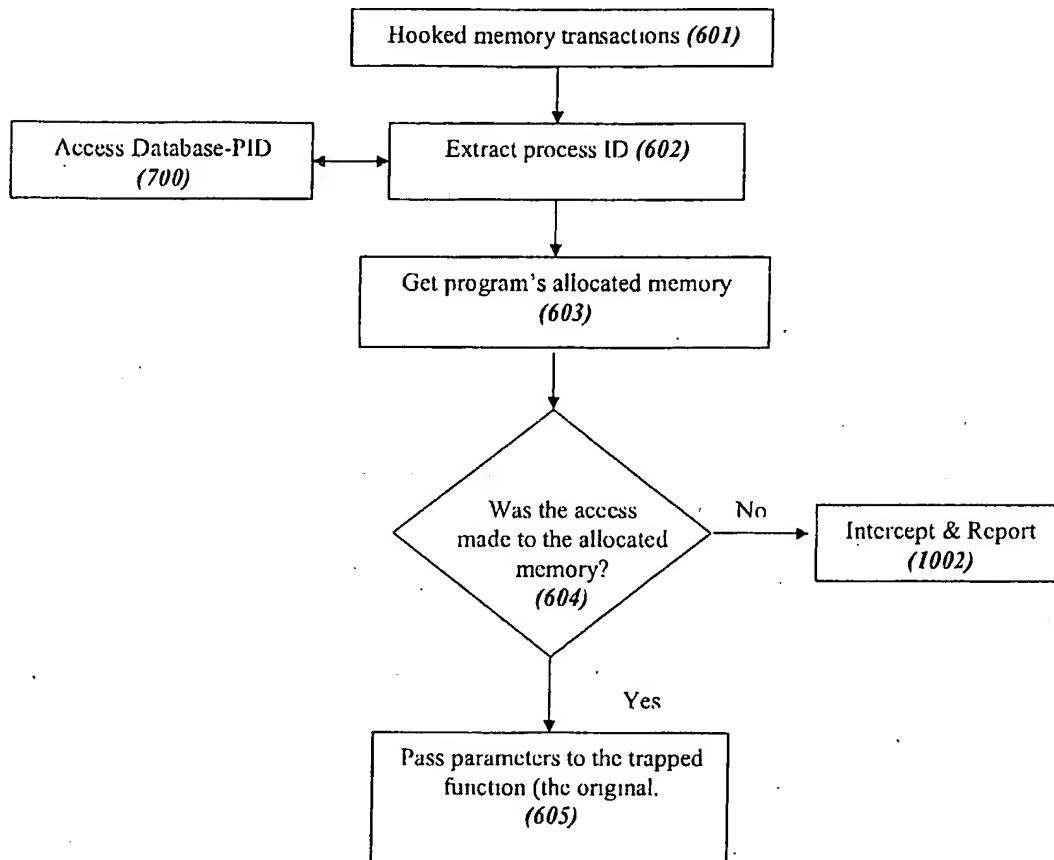 Hooked memory transactions (601)
Access Database-PID
(700)
Extract process ID (602)
Get program's allocated memory
(603)
Was the access
made to the allocated
memory?
(604)
No
Intercept & Report
(1002)
Yes
Pass parameters to the trapped
function (the original.
(605)